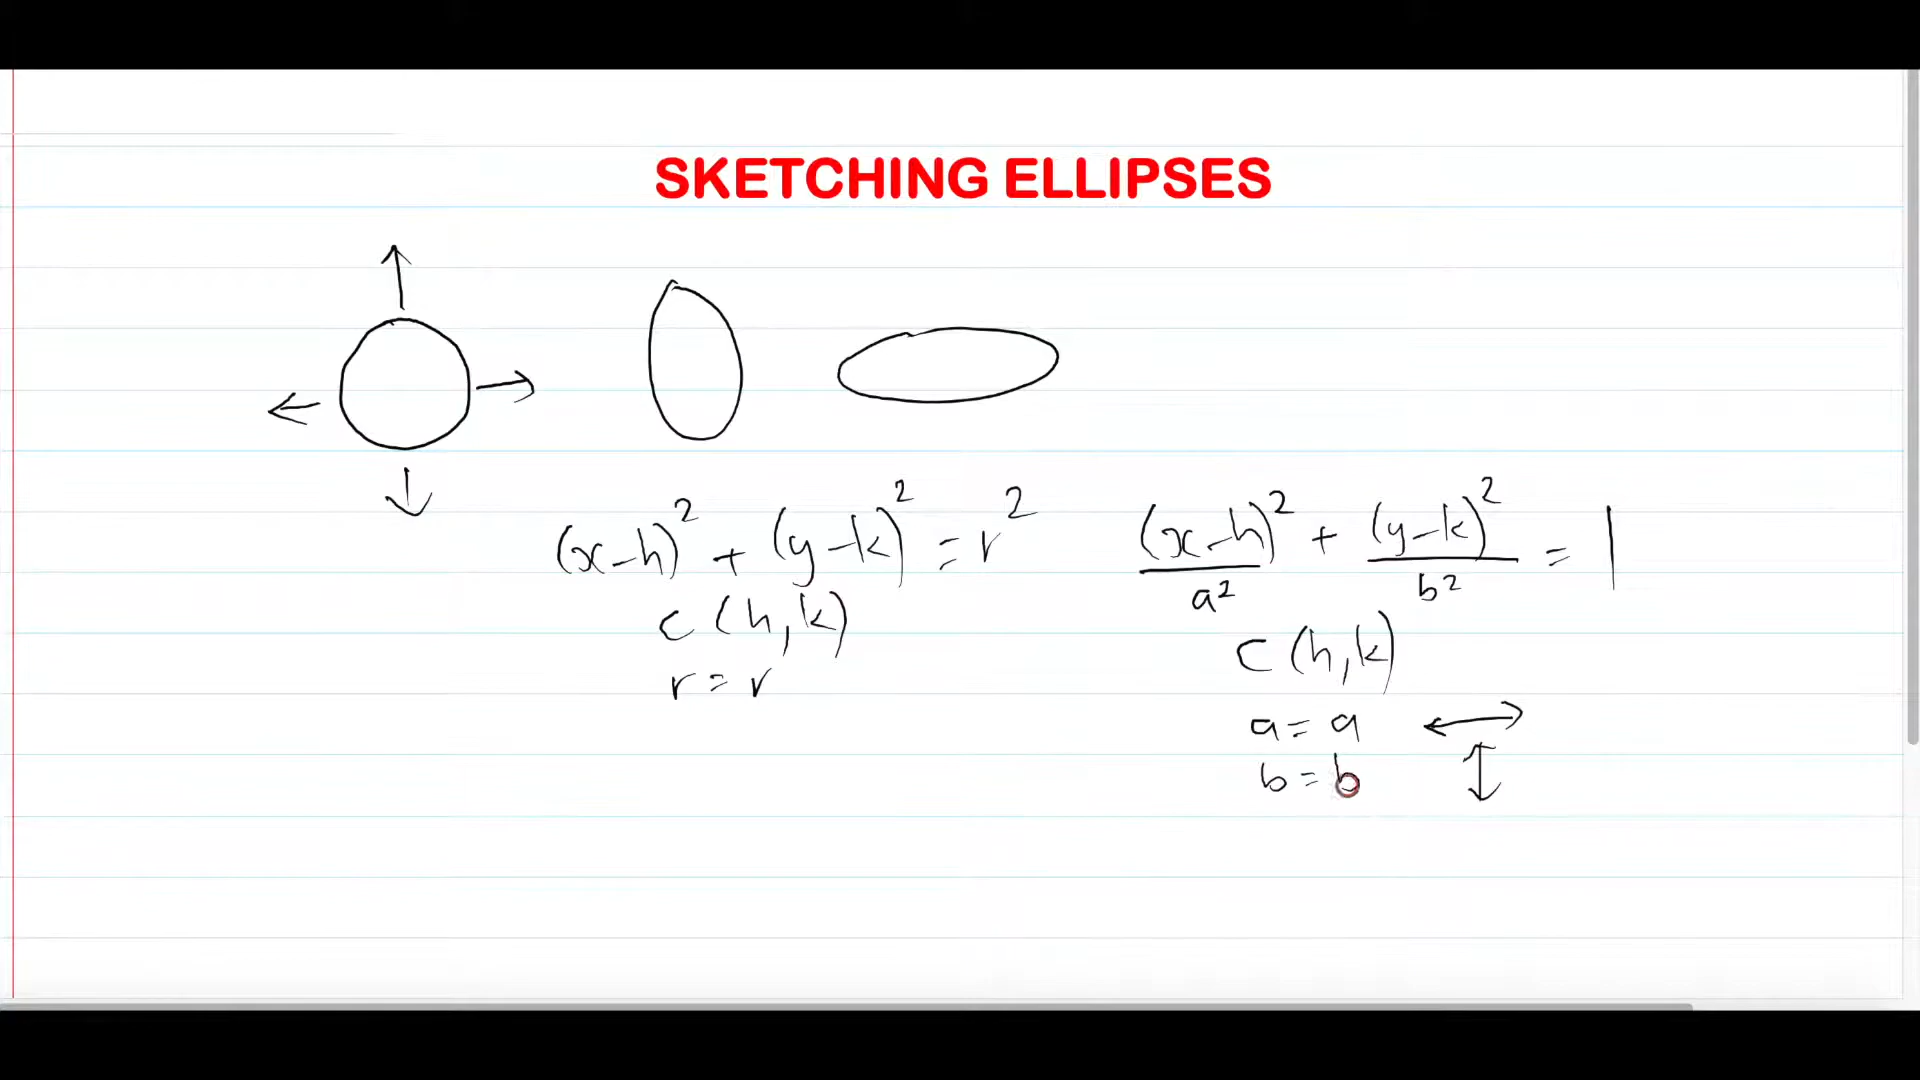 SKETCHING ELLIPSES
(x-h)² + (y-k)² = r²
C (h,k)
r = r
(x-h)²/a² + (y-k)²/b² = 1
C (h,k)
a = a
b = b